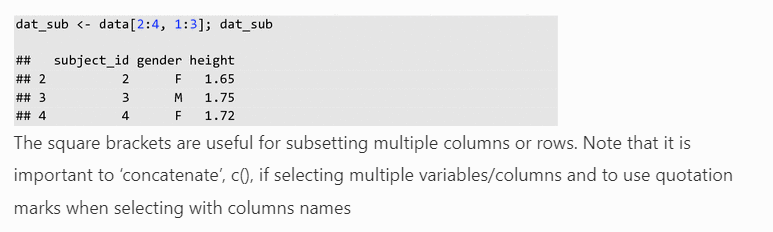 dat_sub <- data[2:4, 1:3]; dat_sub
##   subject_id gender height
## 2          2      F   1.65
## 3          3      M   1.75
## 4          4      F   1.72
The square brackets are useful for subsetting multiple columns or rows. Note that it is
important to ‘concatenate’, c(), if selecting multiple variables/columns and to use quotation
marks when selecting with columns names